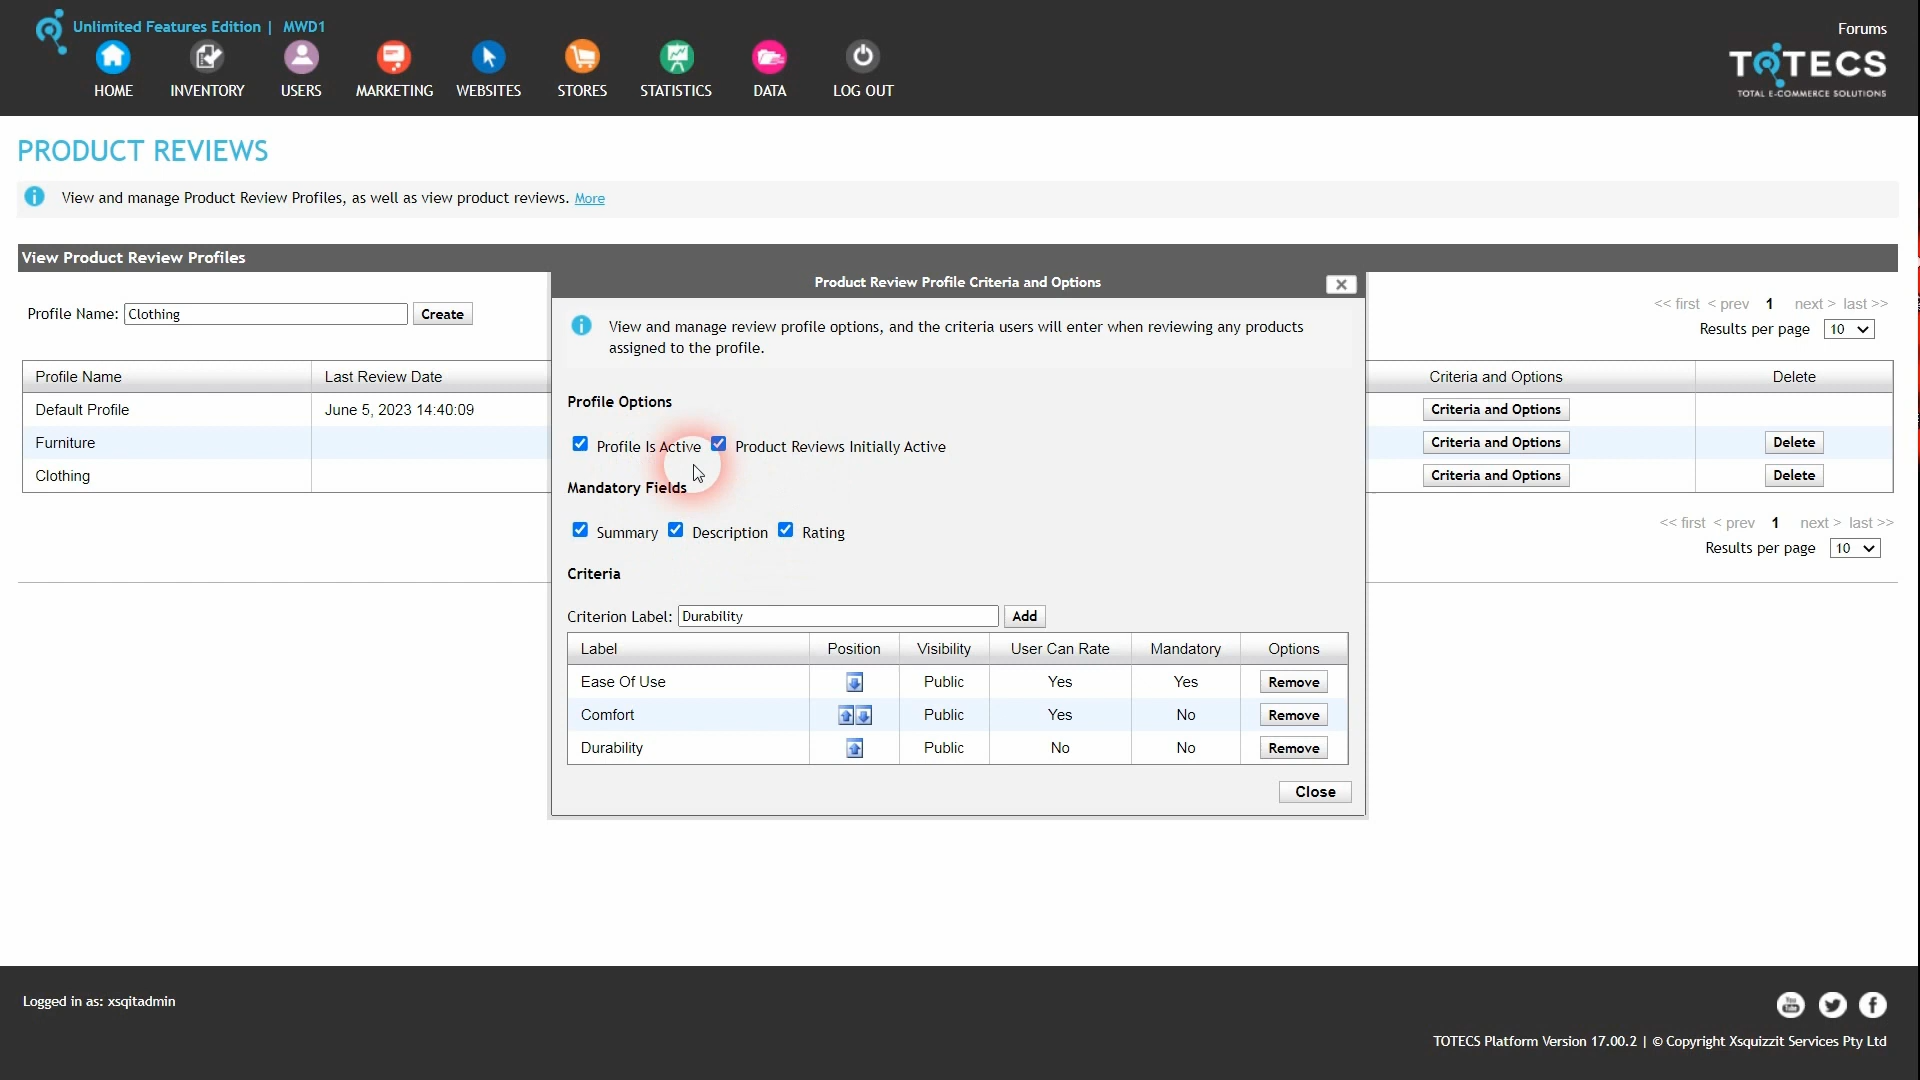 Unlimited Features Edition | MWD1
Forums
TOTECS
TOTAL E-COMMERCE SOLUTIONS
HOME INVENTORY USERS MARKETING WEBSITES STORES STATISTICS DATA LOG OUT
PRODUCT REVIEWS
View and manage Product Review Profiles, as well as view product reviews. More
View Product Review Profiles
Profile Name: Clothing Create
<< first < prev 1 next > last >>
Results per page 10
Profile Name Last Review Date Criteria and Options Delete
Default Profile June 5, 2023 14:40:09 Criteria and Options
Furniture Criteria and Options Delete
Clothing Criteria and Options Delete
<< first < prev 1 next > last >>
Results per page 10
Product Review Profile Criteria and Options
View and manage review profile options, and the criteria users will enter when reviewing any products
assigned to the profile.
Profile Options
Profile Is Active Product Reviews Initially Active
Mandatory Fields
Summary Description Rating
Criteria
Criterion Label: Durability Add
Label Position Visibility User Can Rate Mandatory Options
Ease Of Use Public Yes Yes Remove
Comfort Public Yes No Remove
Durability Public No No Remove
Close
Logged in as: xsqitadmin
TOTECS Platform Version 17.00.2 | © Copyright Xsquizzit Services Pty Ltd